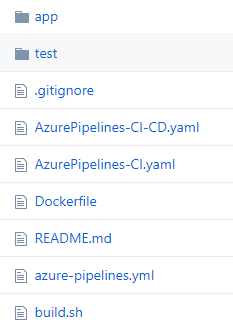 app
test
.gitignore
AzurePipelines-CI-CD.yaml
AzurePipelines-CI.yaml
Dockerfile
README.md
azure-pipelines.yml
build.sh